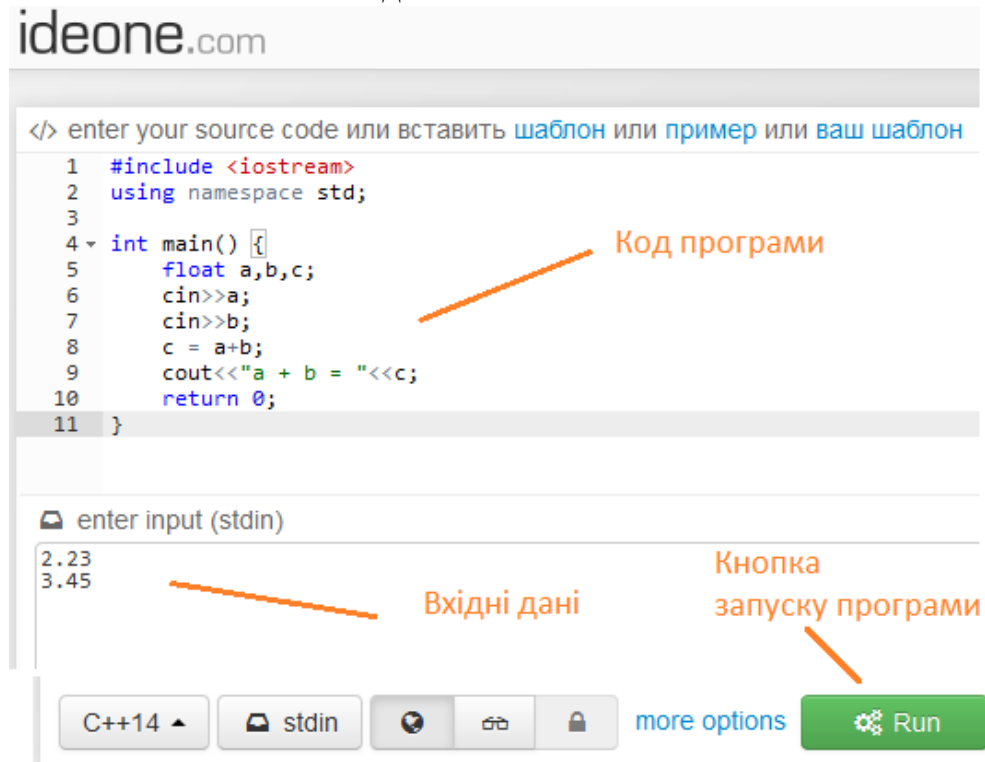 ideone.com
</> enter your source code или вставить шаблон или пример или ваш шаблон
1 #include <iostream>
2 using namespace std;
3
4 int main() {
5 float a,b,c;
6 cin>>a;
7 cin>>b;
8 c = a+b;
9 cout<<"a + b = "<<c;
10 return 0;
11 }
Код програми
enter input (stdin)
2.23
3.45
Вхідні дані
Кнопка
запуску програми
C++14 stdin more options Run